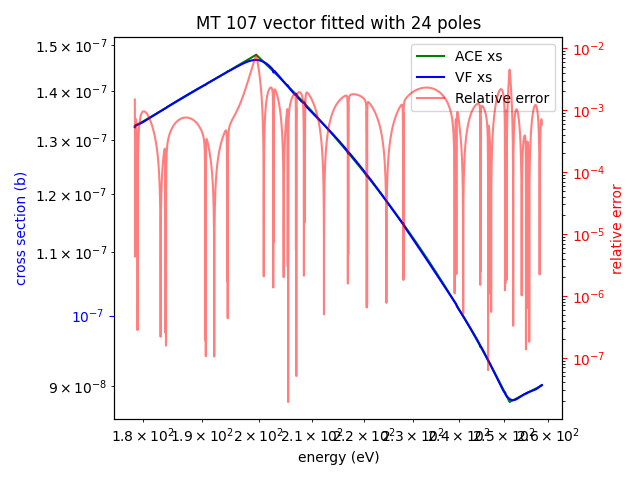 MT 107 vector fitted with 24 poles
ACE xs
VF xs
Relative error
1.5 × 10⁻⁷
1.4 × 10⁻⁷
1.3 × 10⁻⁷
1.2 × 10⁻⁷
1.1 × 10⁻⁷
10⁻⁷
9 × 10⁻⁸
cross section (b)
10⁻²
10⁻³
10⁻⁴
10⁻⁵
10⁻⁶
10⁻⁷
relative error
1.8 × 10² 1.9 × 10² 2 × 10² 2.1 × 10² 2.2 × 10² 2.3 × 10² 2.4 × 10² 2.5 × 10² 2.6 × 10²
energy (eV)